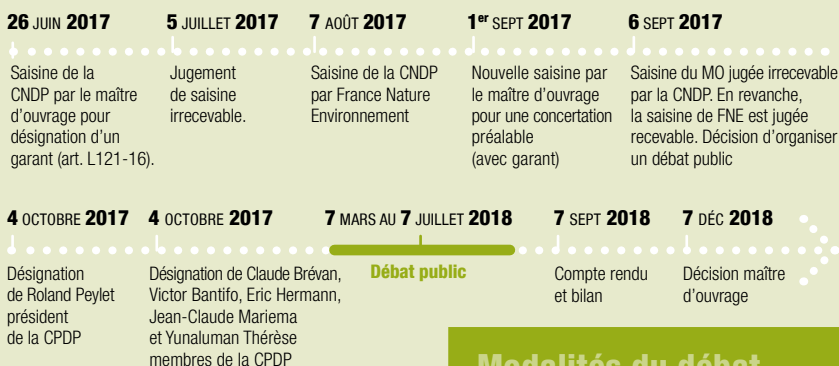 26 JUIN 2017
Saisine de la
CNDP par le maître
d'ouvrage pour
désignation d'un
garant (art. L121-16).
5 JUILLET 2017
Jugement
de saisine
irrecevable.
7 AOÛT 2017
Saisine de la CNDP
par France Nature
Environnement
1er SEPT 2017
Nouvelle saisine par
le maître d'ouvrage
pour une concertation
préalable
(avec garant)
6 SEPT 2017
Saisine du MO jugée irrecevable
par la CNDP. En revanche,
la saisine de FNE est jugée
recevable. Décision d'organiser
un débat public
4 OCTOBRE 2017
Désignation
de Roland Peylet
président
de la CPDP
4 OCTOBRE 2017
Désignation de Claude Brévan,
Victor Bantifo, Eric Hermann,
Jean-Claude Mariema
et Yunaluman Thérèse
membres de la CPDP
7 MARS AU 7 JUILLET 2018
Débat public
7 SEPT 2018
Compte rendu
et bilan
7 DÉC 2018
Décision maître
d'ouvrage
Modalités du débat